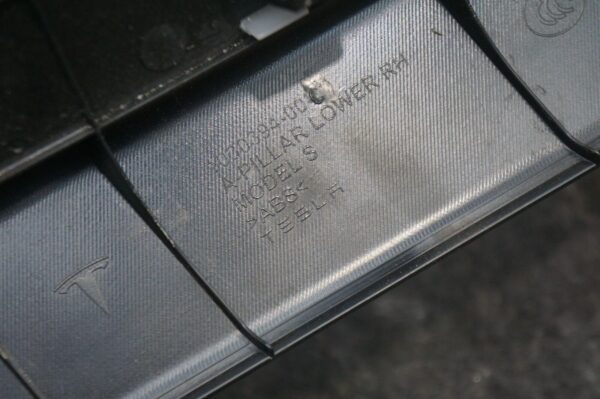 A-PILLAR LOWER RH
MODEL S
>ABS<
TESLA